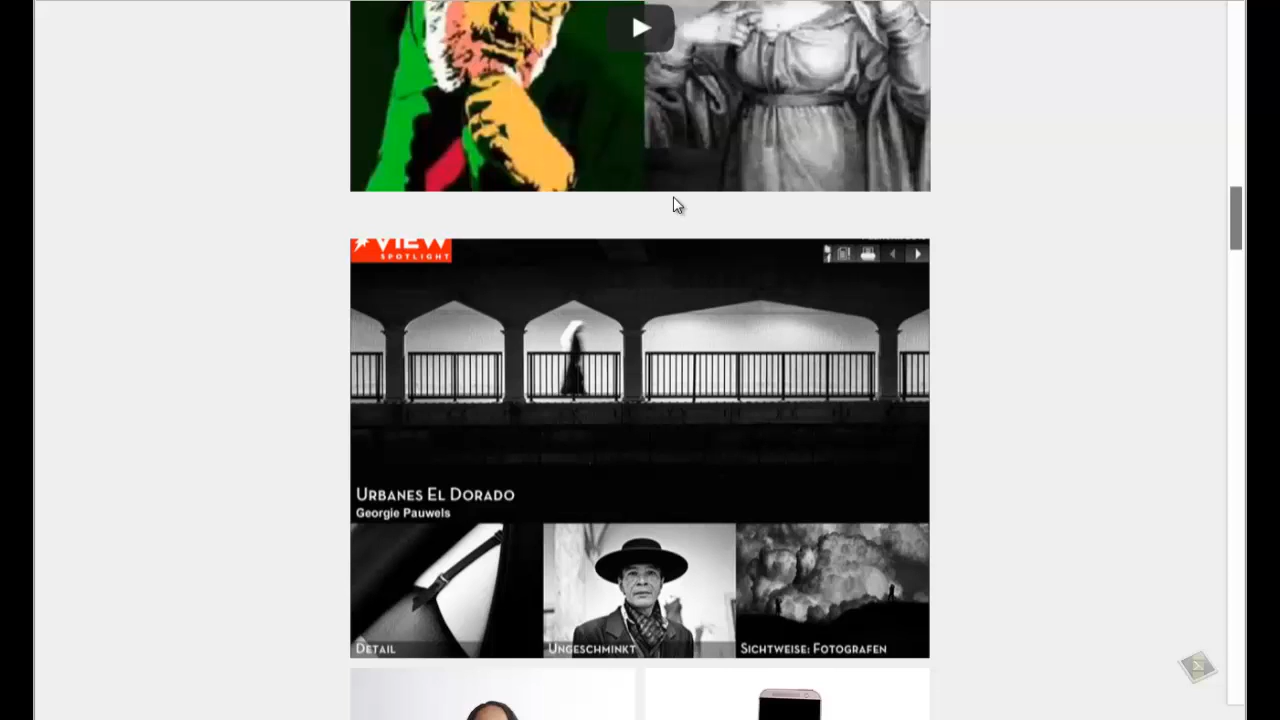 VIEW
SPOTLIGHT
URBANES EL DORADO
Georgie Pauwels
DETAIL
UNGESCHMINKT
SICHTWEISE: FOTOGRAFEN